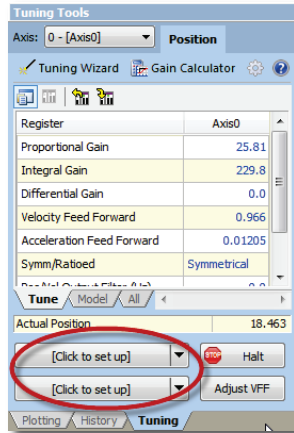 Tuning Tools
Axis: 0 - [Axis0] Position
Tuning Wizard Gain Calculator
Register Axis0
Proportional Gain 25.81
Integral Gain 229.8
Differential Gain 0.0
Velocity Feed Forward 0.966
Acceleration Feed Forward 0.01205
Symm/Ratioed Symmetrical
Tune Model All
Actual Position 18.463
[Click to set up] STOP Halt
[Click to set up] Adjust VFF
Plotting History Tuning